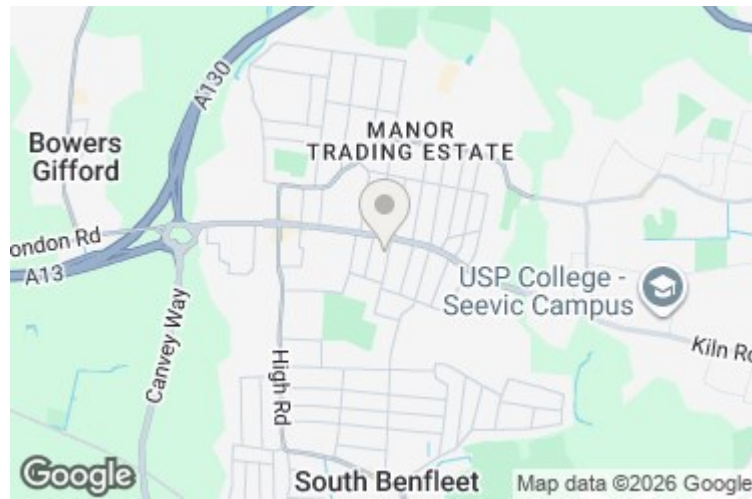 A130
Bowers
Gifford
MANOR
TRADING ESTATE
ondon Rd
A13
Canvey Way
High Rd
USP College -
Seevic Campus
Kiln Ro
South Benfleet
Google
Map data ©2026 Google